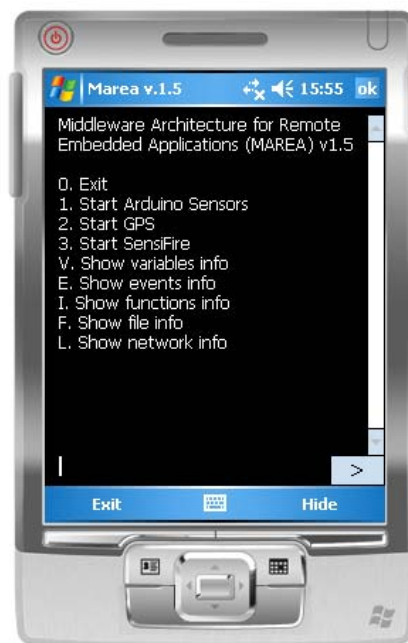 Marea v.1.5 15:55 ok
Middleware Architecture for Remote
Embedded Applications (MAREA) v1.5
0. Exit
1. Start Arduino Sensors
2. Start GPS
3. Start SensiFire
V. Show variables info
E. Show events info
I. Show functions info
F. Show file info
L. Show network info
>
Exit Hide